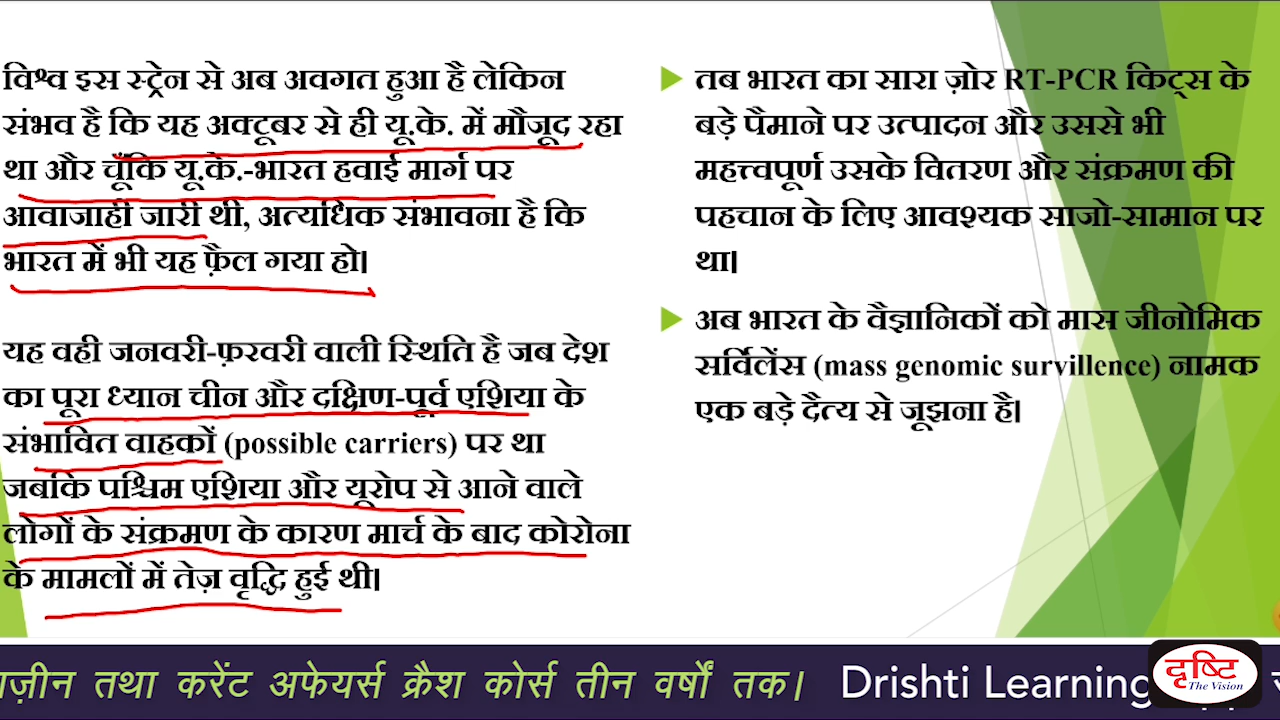 विश्व इस स्ट्रेन से अब अवगत हुआ है लेकिन
संभव है कि यह अक्टूबर से ही यू.के. में मौजूद रहा
था और चूँकि यू.के.-भारत हवाई मार्ग पर
आवाजाही जारी थी, अत्यधिक संभावना है कि
भारत में भी यह फ़ैल गया हो।
यह वही जनवरी-फ़रवरी वाली स्थिति है जब देश
का पूरा ध्यान चीन और दक्षिण-पूर्व एशिया के
संभावित वाहकों (possible carriers) पर था
जबकि पश्चिम एशिया और यूरोप से आने वाले
लोगों के संक्रमण के कारण मार्च के बाद कोरोना
के मामलों में तेज़ वृद्धि हुई थी।
तब भारत का सारा ज़ोर RT-PCR किट्स के
बड़े पैमाने पर उत्पादन और उससे भी
महत्त्वपूर्ण उसके वितरण और संक्रमण की
पहचान के लिए आवश्यक साजो-सामान पर
था।
अब भारत के वैज्ञानिकों को मास जीनोमिक
सर्विलेंस (mass genomic survillence) नामक
एक बड़े दैत्य से जूझना है।
तथा करेंट अफेयर्स क्रैश कोर्स तीन वर्षों तक। Drishti Learning
दृष्टि
The Vision